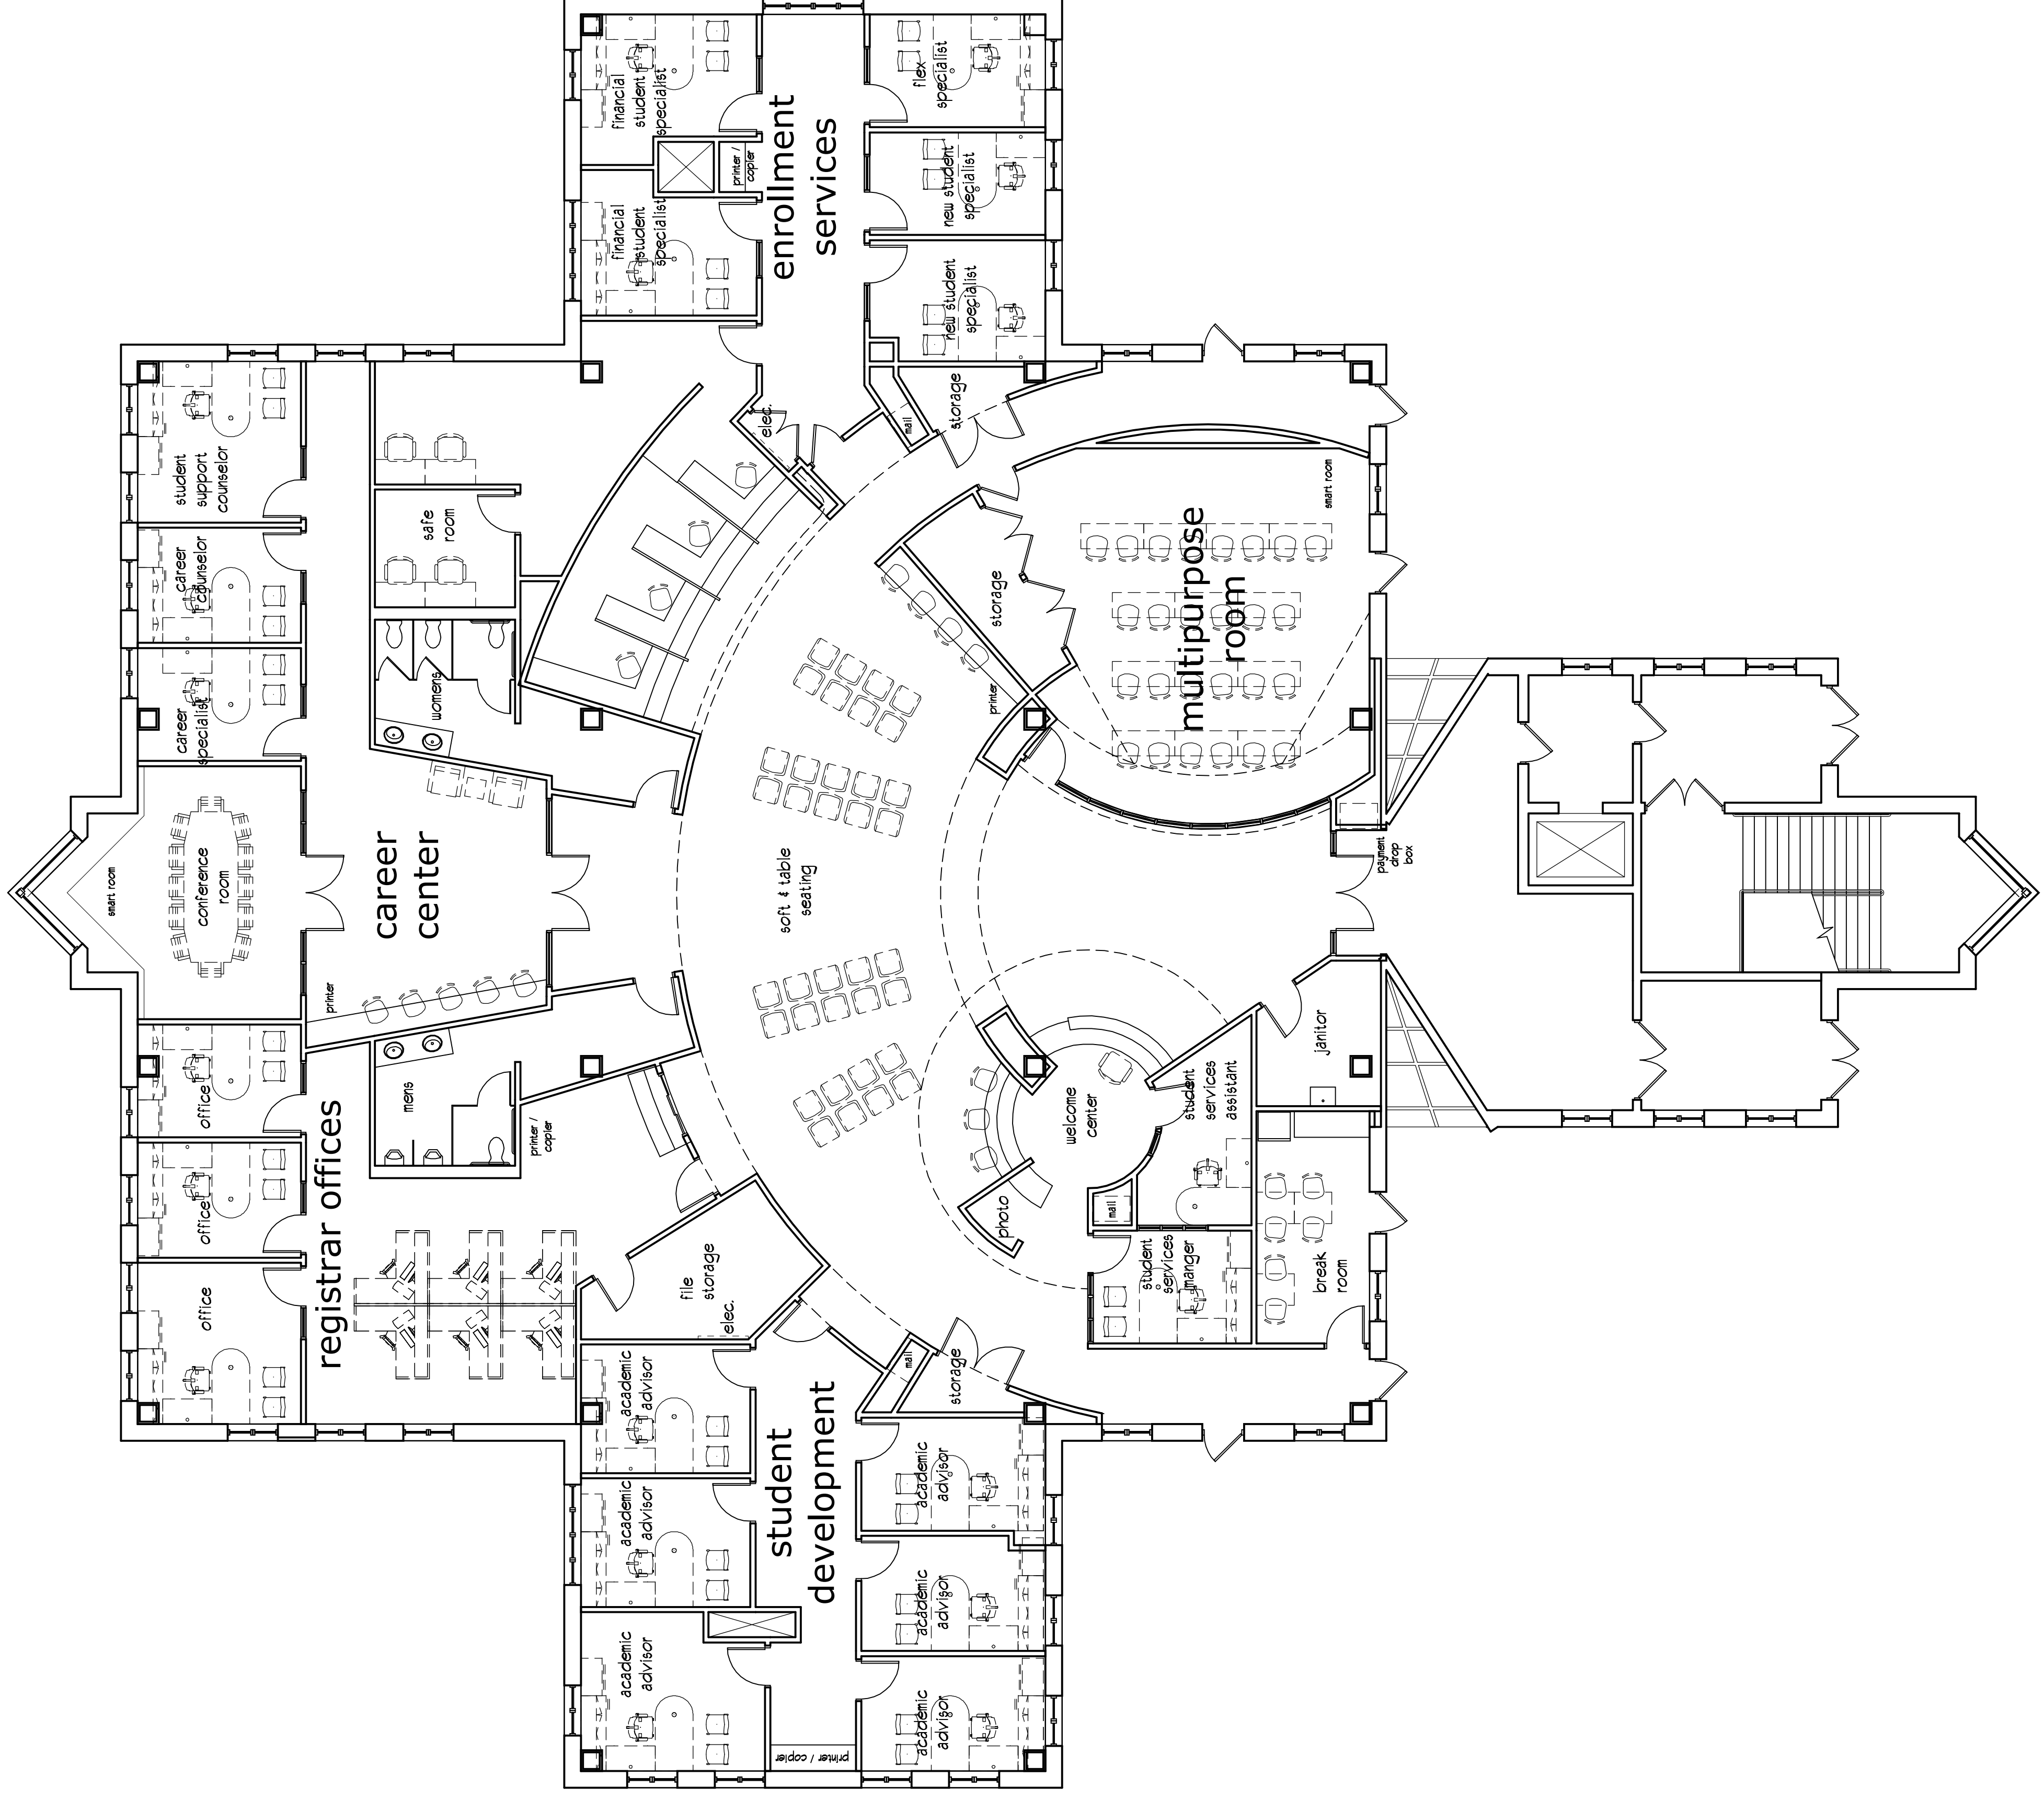 financial
student
specialist
financial
student
specialist
printer /
copier
enrollment
services
flex
specialist
new student
specialist
new student
specialist
storage
mail
elec.
student
support
counselor
career
counselor
career
specialist
safe
room
womens
smart room
conference
room
printer
career
center
soft & table
seating
storage
printer
multipurpose
room
smart room
payment
drop
box
office
office
office
registrar offices
mens
printer /
copier
file
storage
elec.
welcome
center
photo
mail
student
services
assistant
student
services
manger
janitor
break
room
mail
storage
student
development
academic
advisor
academic
advisor
academic
advisor
academic
advisor
academic
advisor
academic
advisor
printer / copier